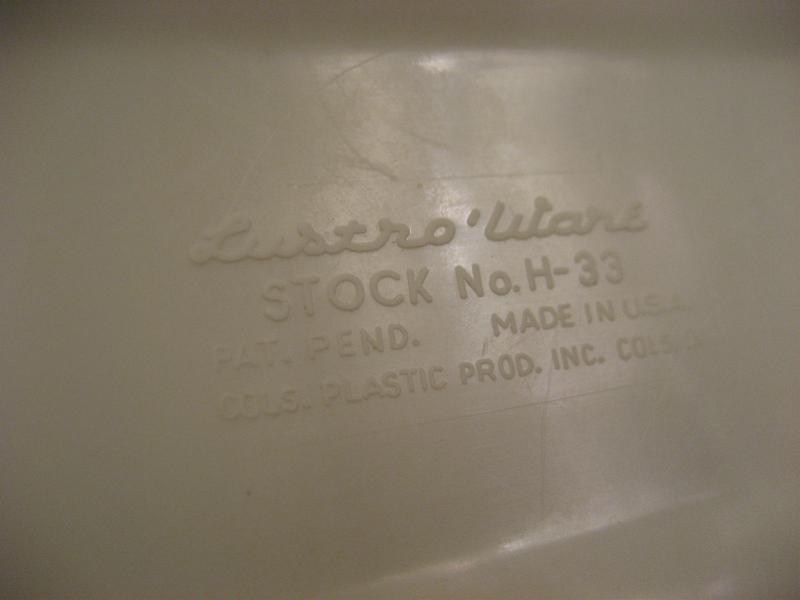 Lustro'Ware
STOCK No. H-33
PAT. PEND. MADE IN U.S.A.
COLS. PLASTIC PROD. INC. COLS. O.